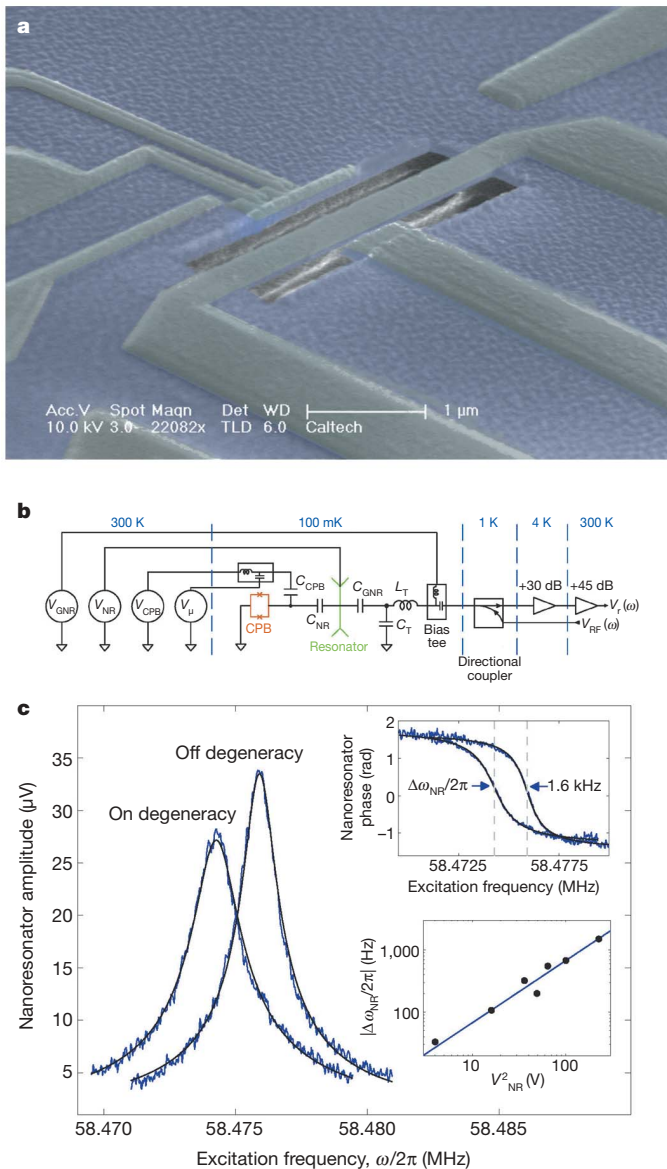 a
Acc.V Spot Magn Det WD 1 µm
10.0 kV 3.0 22082x TLD 6.0 Caltech
b
300 K 100 mK 1 K 4 K 300 K
C_CPB C_GNR L_T +30 dB +45 dB
V_GNR V_NR V_CPB V_µ V_r(ω)
C_NR C_T Bias tee V_RF(ω)
CPB Resonator Directional coupler
c
Off degeneracy
On degeneracy
Nanoresonator amplitude (µV)
35
30
25
20
15
10
5
58.470 58.475 58.480 58.485
Excitation frequency, ω/2π (MHz)
Nanoresonator phase (rad)
2
1
0
−1
Δω_NR/2π 1.6 kHz
58.4725 58.4775
Excitation frequency (MHz)
|Δω_NR/2π| (Hz)
1,000
100
10 100
V²_NR (V)